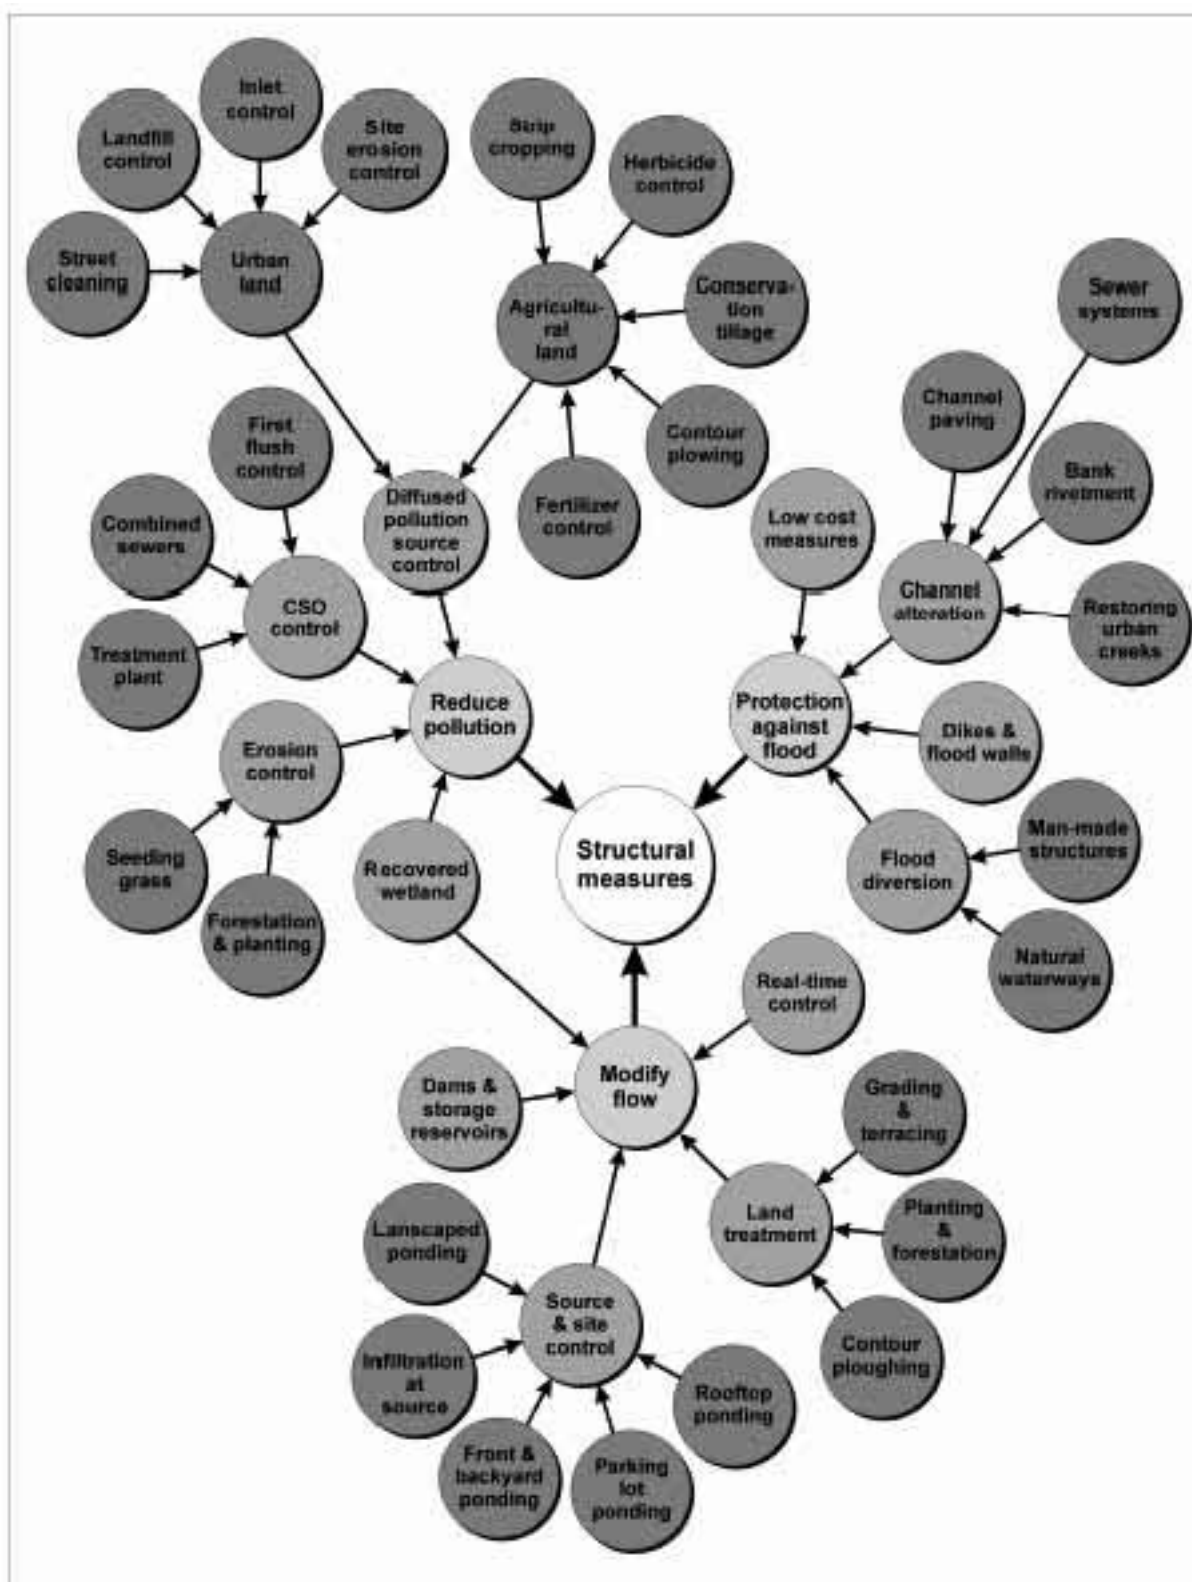 Inlet
control
Landfill
control
Site
erosion
control
Street
cleaning
Urban
land
Strip
cropping
Herbicide
control
Conserva-
tion
tillage
Agricultu-
ral
land
Contour
plowing
Fertilizer
control
Sewer
systems
Channel
paving
Bank
rivetment
Restoring
urban
creeks
Channel
alteration
Low cost
measures
First
flush
control
Combined
sewers
Treatment
plant
CSO
control
Diffused
pollution
source
control
Reduce
pollution
Protection
against
flood
Dikes &
flood walls
Man-made
structures
Flood
diversion
Natural
waterways
Erosion
control
Seeding
grass
Forestation
& planting
Recovered
wetland
Structural
measures
Real-time
control
Modify
flow
Dams &
storage
reservoirs
Grading
&
terracing
Land
treatment
Planting
&
forestation
Contour
ploughing
Lanscaped
ponding
Source
& site
control
Infiltration
at
source
Front &
backyard
ponding
Parking
lot
ponding
Rooftop
ponding